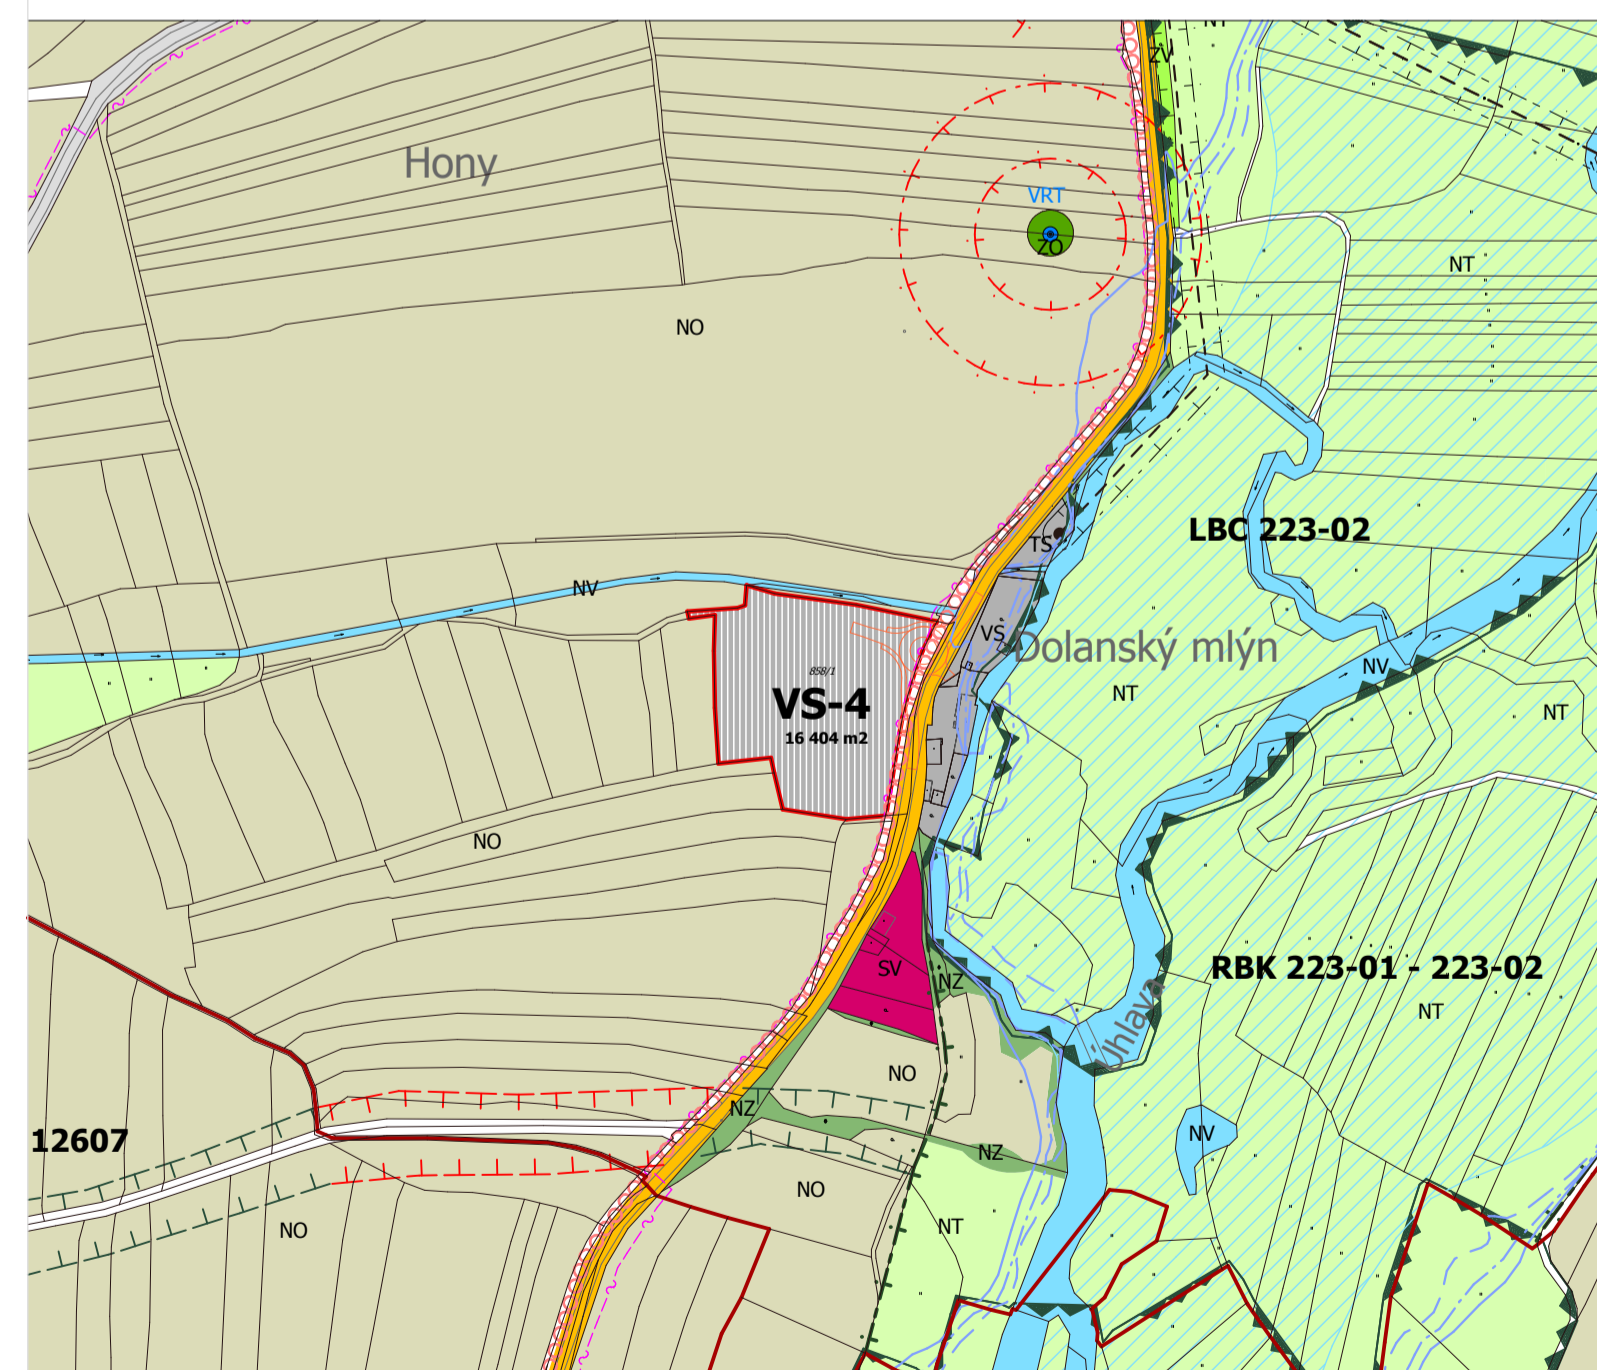 ZV
Hony
VRT
ZO
NT
NO
LBC 223-02
TS
NV
VS
Dolanský mlýn
858/1
VS-4
16 404 m2
NT
NV
NT
NO
SV
NZ
RBK 223-01 - 223-02
NT
Úhlava
NO
NZ
12607
NV
NZ
NO
NT
NO